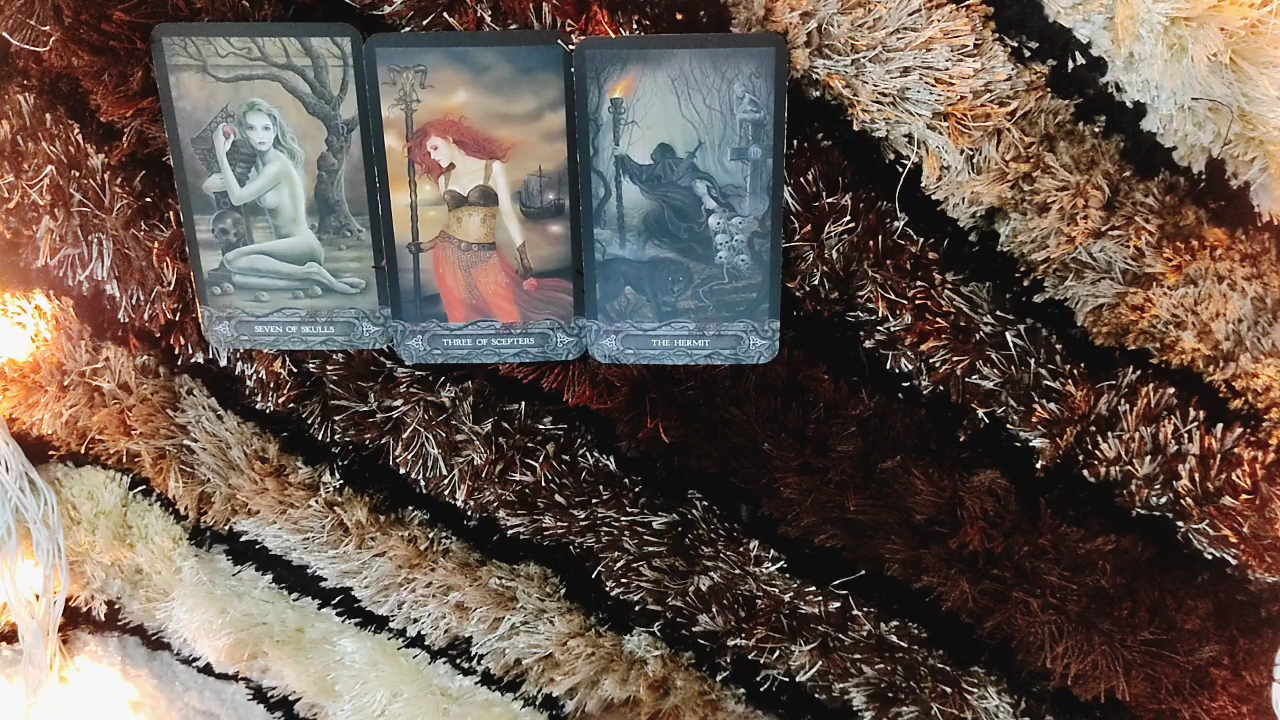 SEVEN OF SKULLS
THREE OF SCEPTERS
THE HERMIT